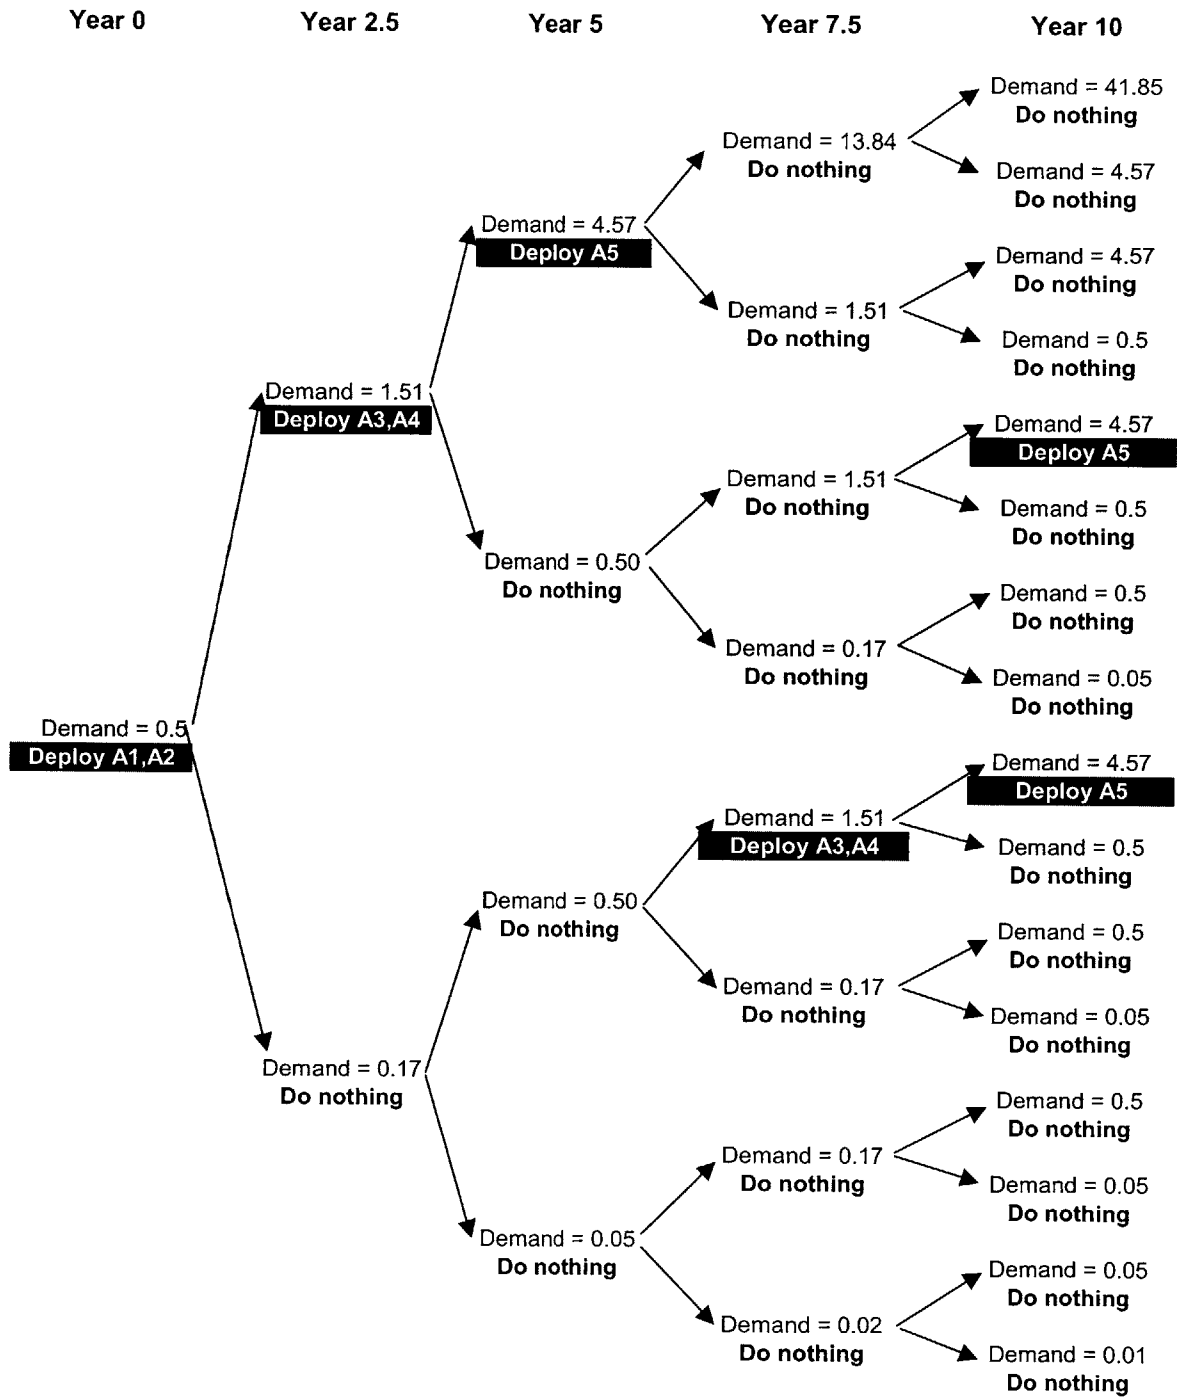 Year 0
Year 2.5
Year 5
Year 7.5
Year 10
Demand = 0.5
Deploy A1,A2
Demand = 1.51
Deploy A3,A4
Demand = 0.17
Do nothing
Demand = 4.57
Deploy A5
Demand = 0.50
Do nothing
Demand = 0.50
Do nothing
Demand = 0.05
Do nothing
Demand = 13.84
Do nothing
Demand = 1.51
Do nothing
Demand = 1.51
Do nothing
Demand = 0.17
Do nothing
Demand = 1.51
Deploy A3,A4
Demand = 0.17
Do nothing
Demand = 0.17
Do nothing
Demand = 0.02
Do nothing
Demand = 41.85
Do nothing
Demand = 4.57
Do nothing
Demand = 4.57
Do nothing
Demand = 0.5
Do nothing
Demand = 4.57
Deploy A5
Demand = 0.5
Do nothing
Demand = 0.5
Do nothing
Demand = 0.05
Do nothing
Demand = 4.57
Deploy A5
Demand = 0.5
Do nothing
Demand = 0.5
Do nothing
Demand = 0.05
Do nothing
Demand = 0.5
Do nothing
Demand = 0.05
Do nothing
Demand = 0.05
Do nothing
Demand = 0.01
Do nothing